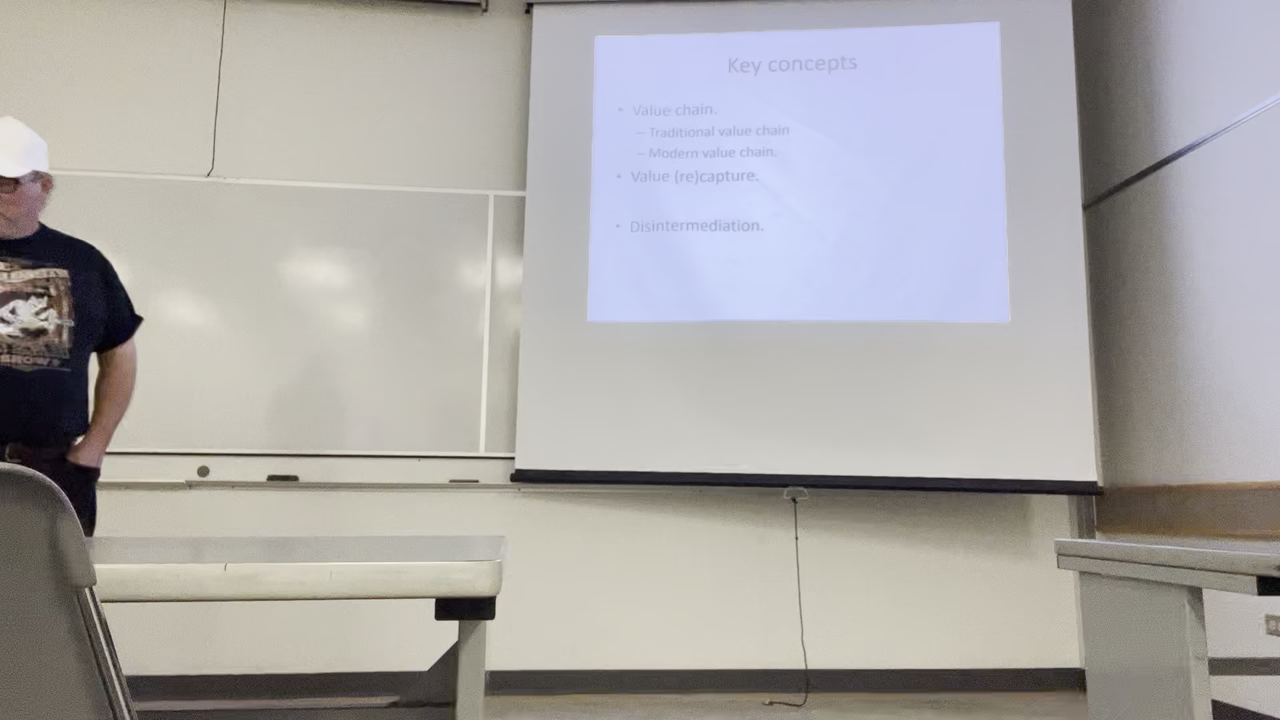 Key concepts
• Value chain.
– Traditional value chain
– Modern value chain.
• Value (re)capture.
• Disintermediation.